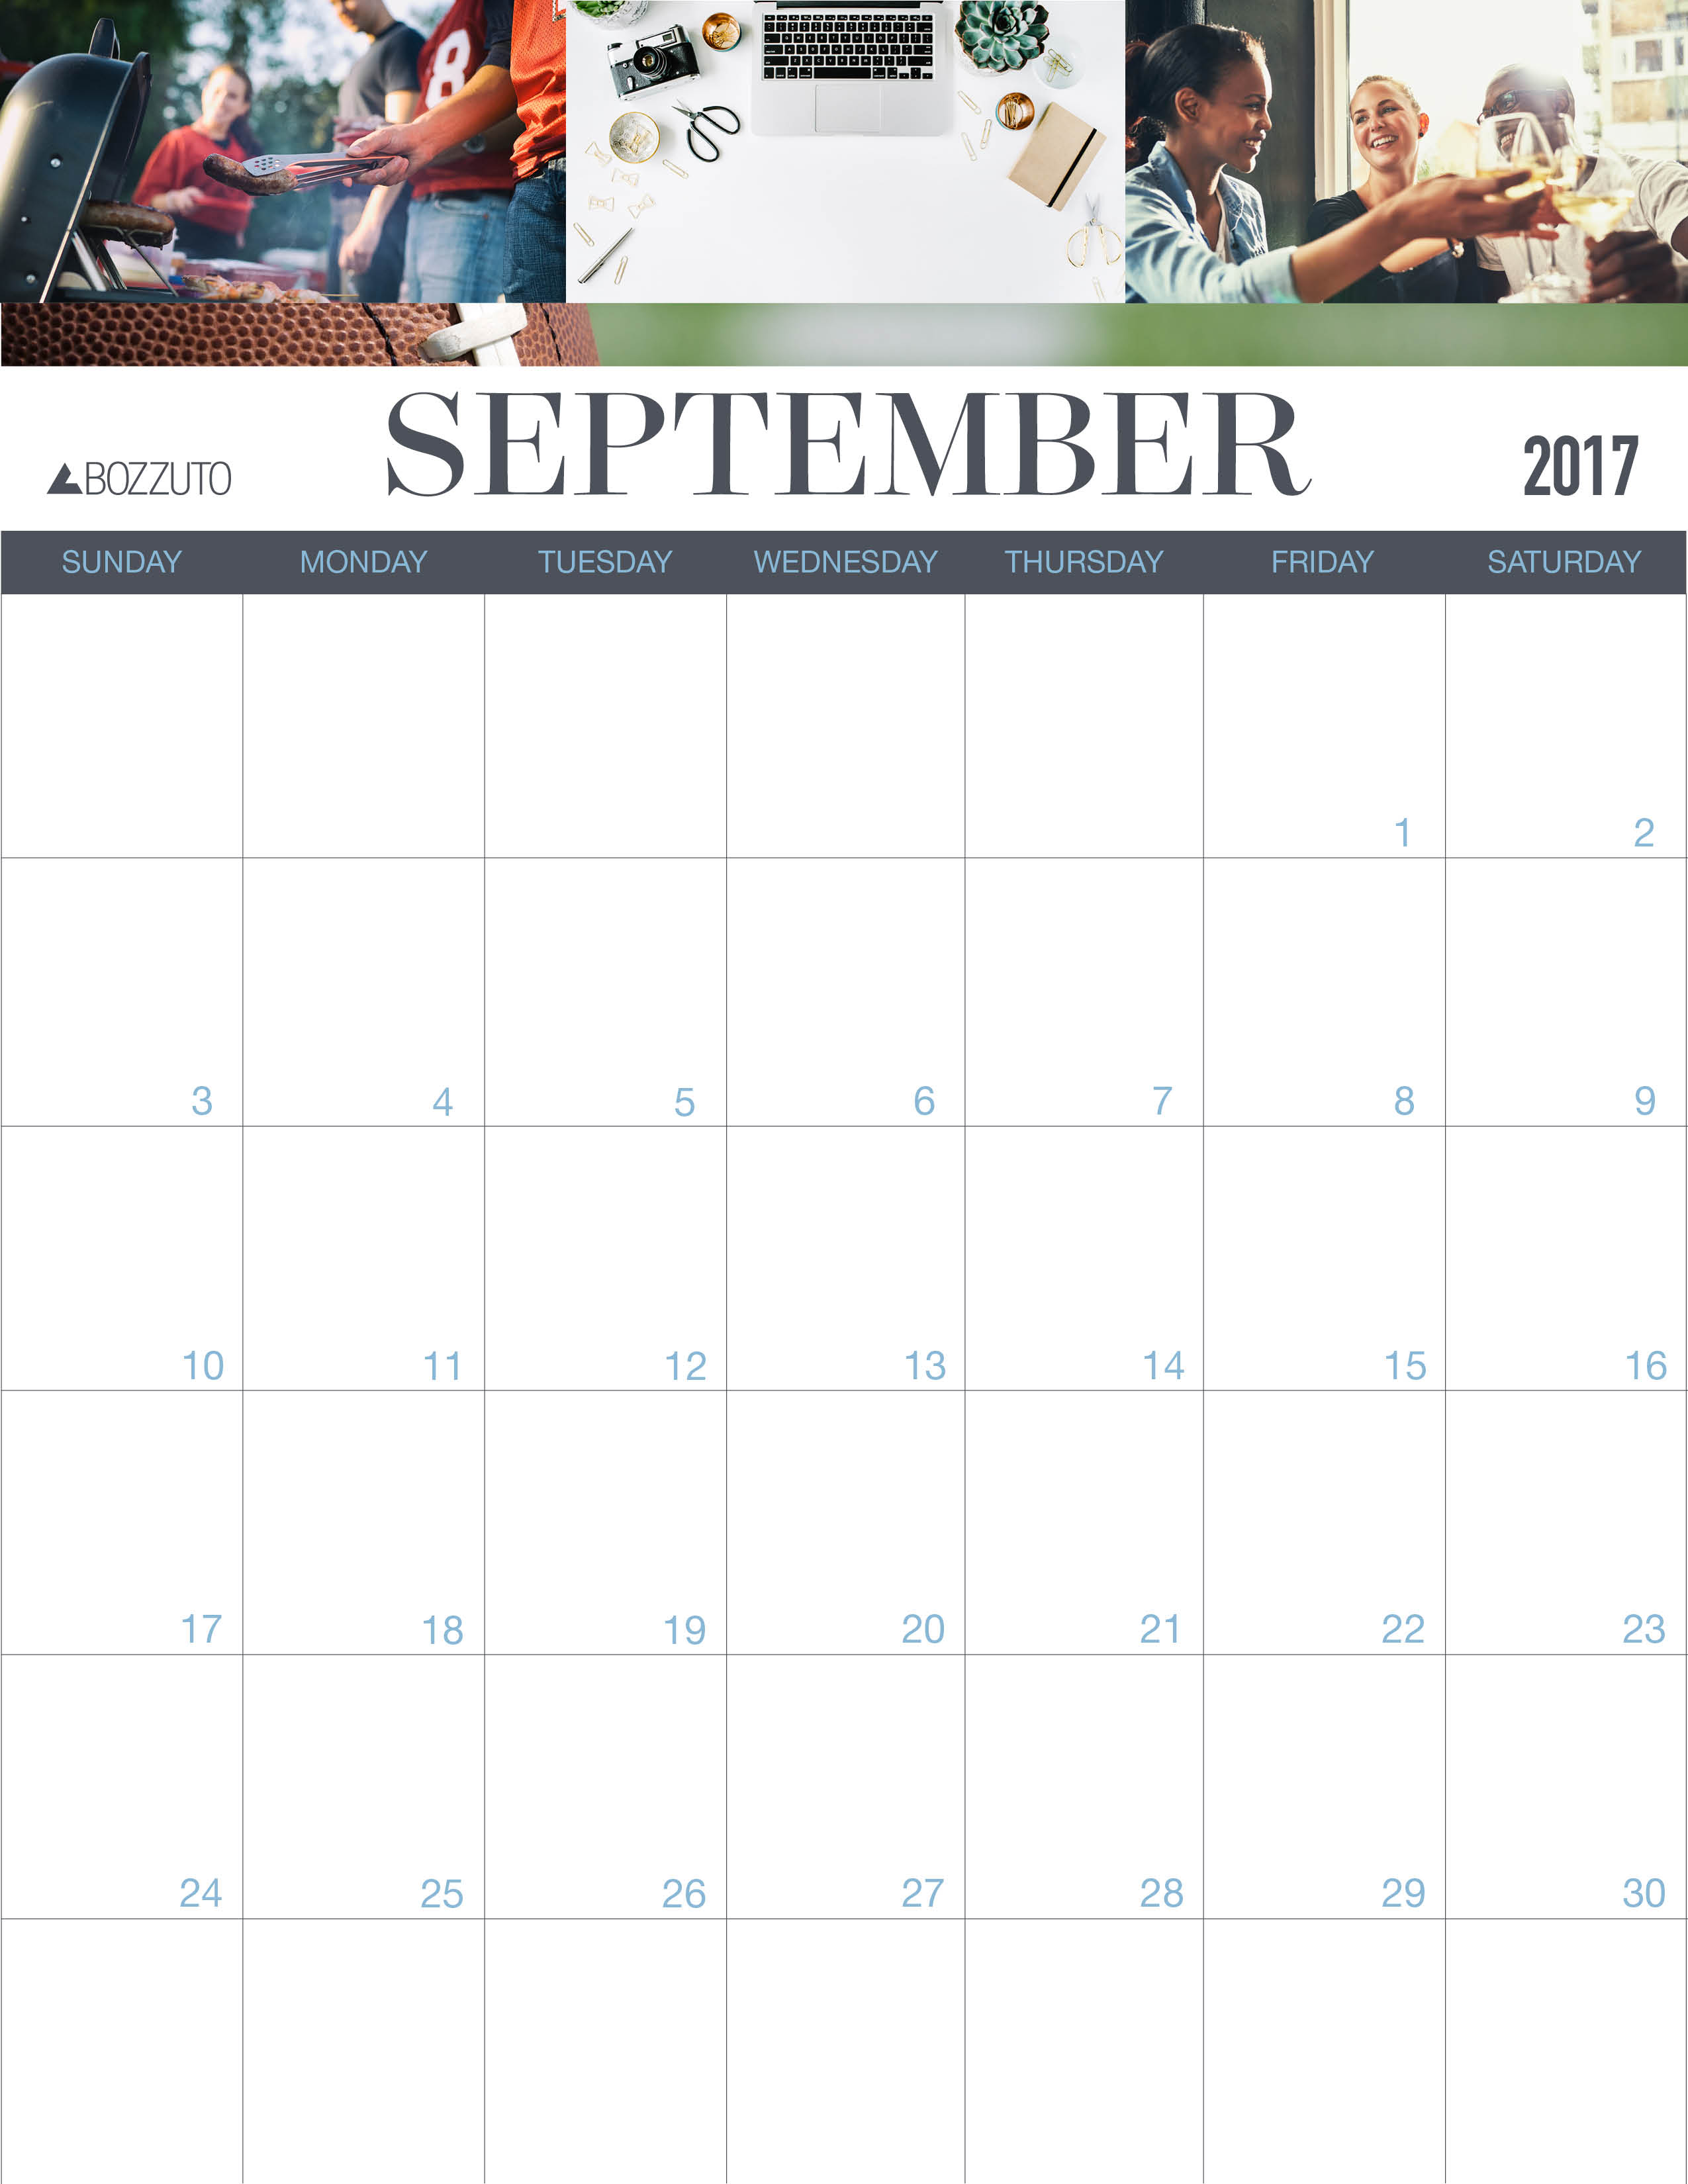 8
SEPTEMBER
BOZZUTO
2017
SUNDAY MONDAY TUESDAY WEDNESDAY THURSDAY FRIDAY SATURDAY
1 2
3 4 5 6 7 8 9
10 11 12 13 14 15 16
17 18 19 20 21 22 23
24 25 26 27 28 29 30